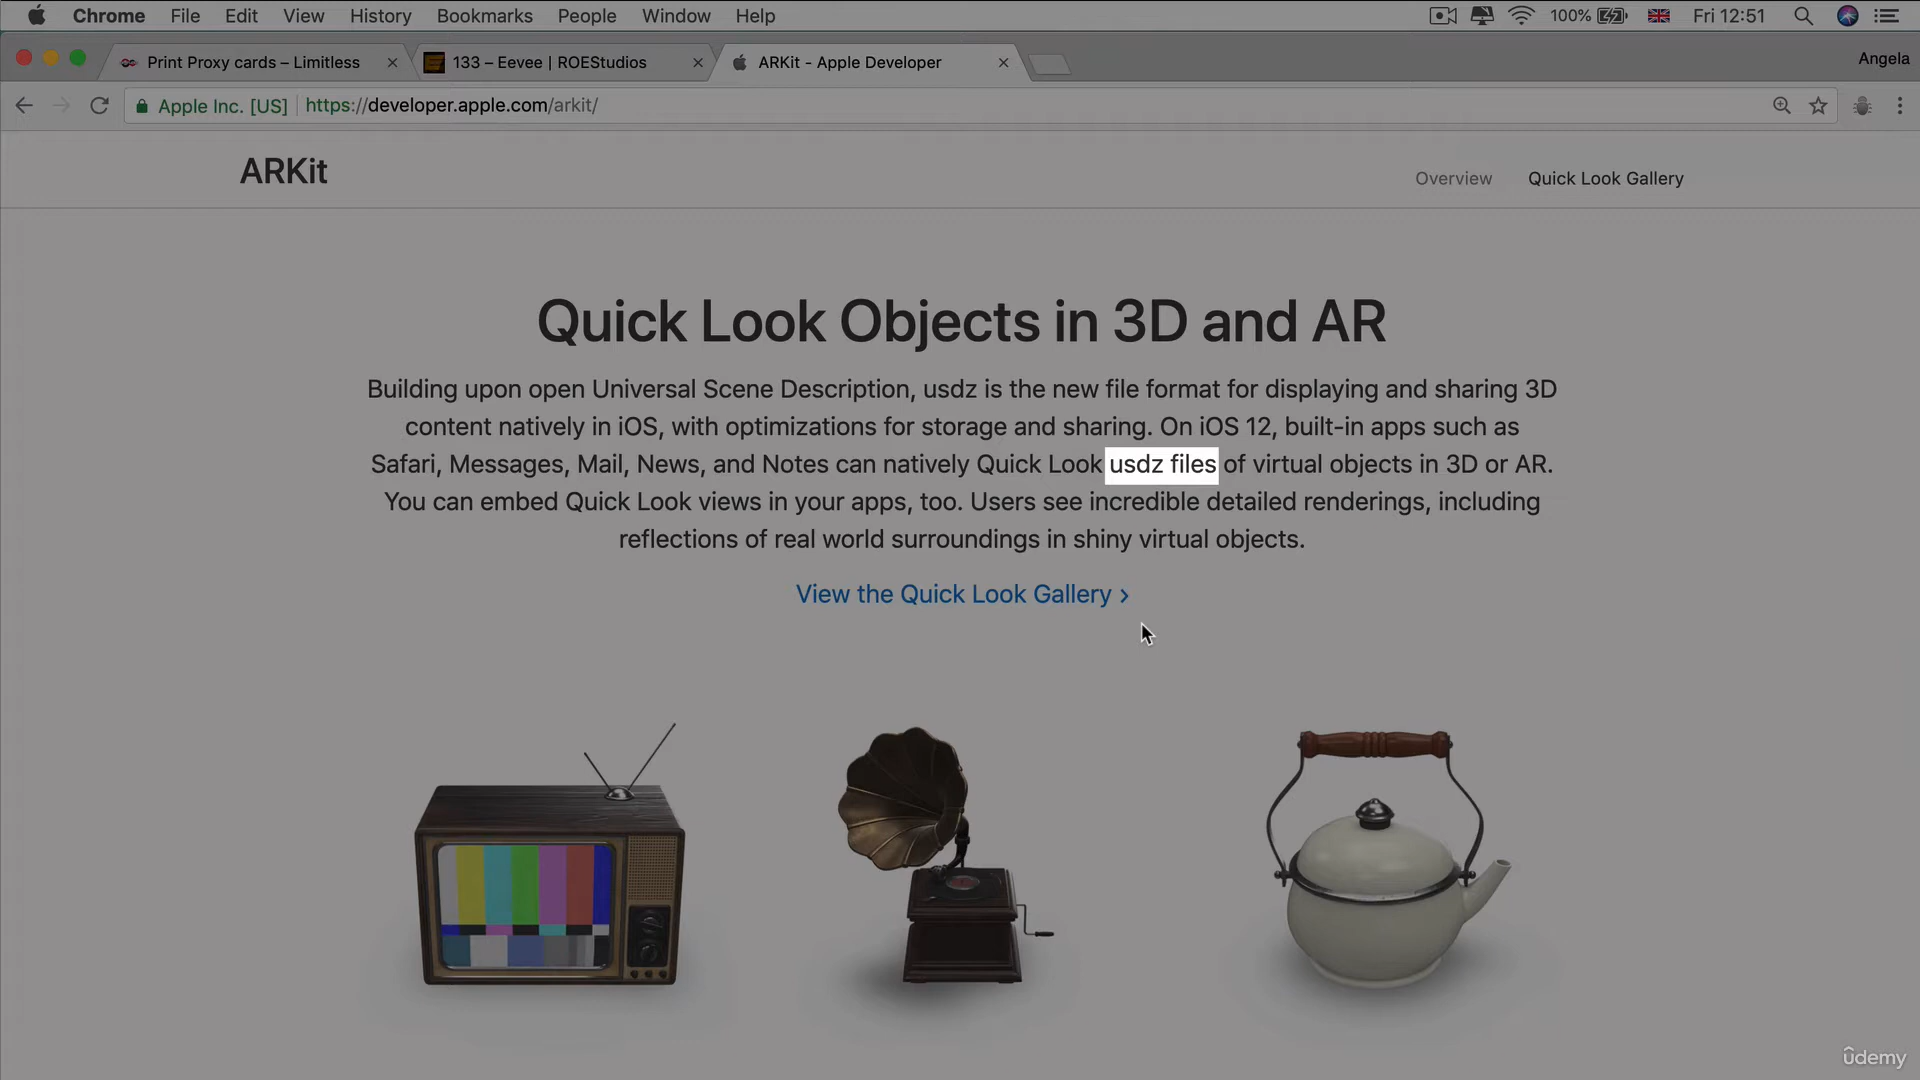 Chrome File Edit View History Bookmarks People Window Help 100% Fri 12:51
Print Proxy cards – Limitless 133 – Eevee | ROEStudios ARKit - Apple Developer Angela
Apple Inc. [US] https://developer.apple.com/arkit/
ARKit Overview Quick Look Gallery
Quick Look Objects in 3D and AR
Building upon open Universal Scene Description, usdz is the new file format for displaying and sharing 3D
content natively in iOS, with optimizations for storage and sharing. On iOS 12, built-in apps such as
Safari, Messages, Mail, News, and Notes can natively Quick Look usdz files of virtual objects in 3D or AR.
You can embed Quick Look views in your apps, too. Users see incredible detailed renderings, including
reflections of real world surroundings in shiny virtual objects.
View the Quick Look Gallery ›
ûdemy